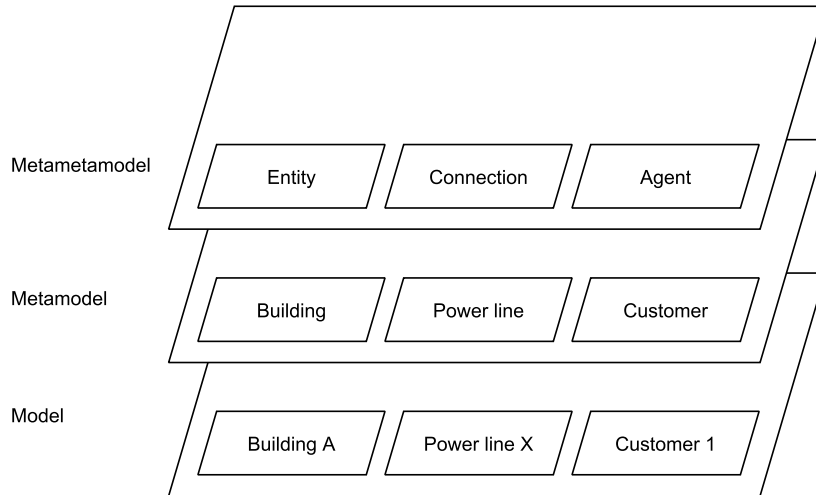 Metametamodel
Entity
Connection
Agent
Metamodel
Building
Power line
Customer
Model
Building A
Power line X
Customer 1